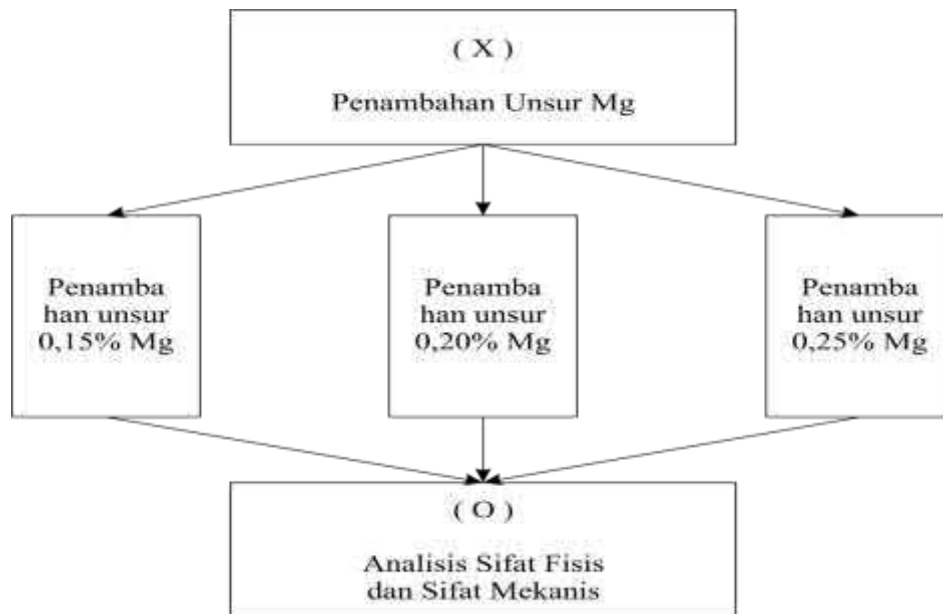 ( X )
Penambahan Unsur Mg
Penamba
han unsur
0,15% Mg
Penamba
han unsur
0,20% Mg
Penamba
han unsur
0,25% Mg
( O )
Analisis Sifat Fisis
dan Sifat Mekanis